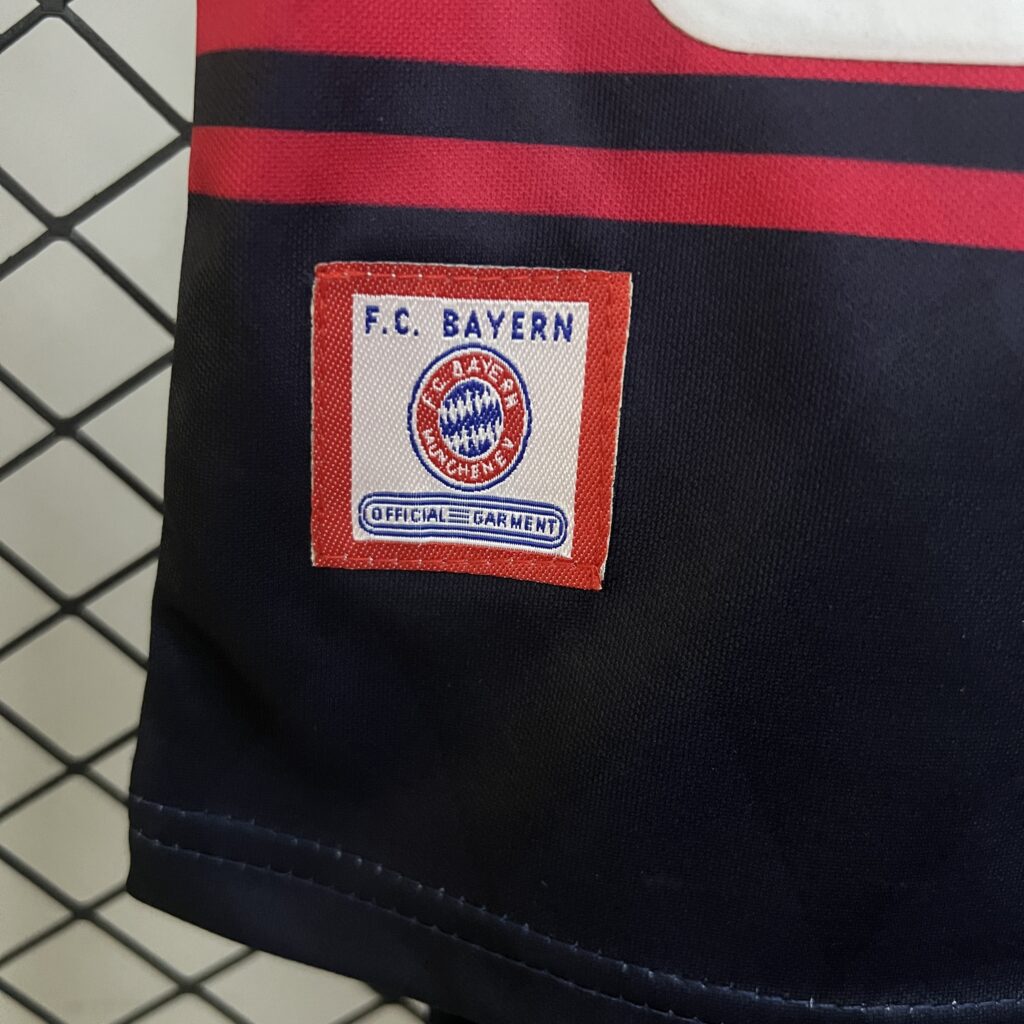 F.C. BAYERN
F.C. BAYERN
MÜNCHEN E.V
OFFICIAL GARMENT